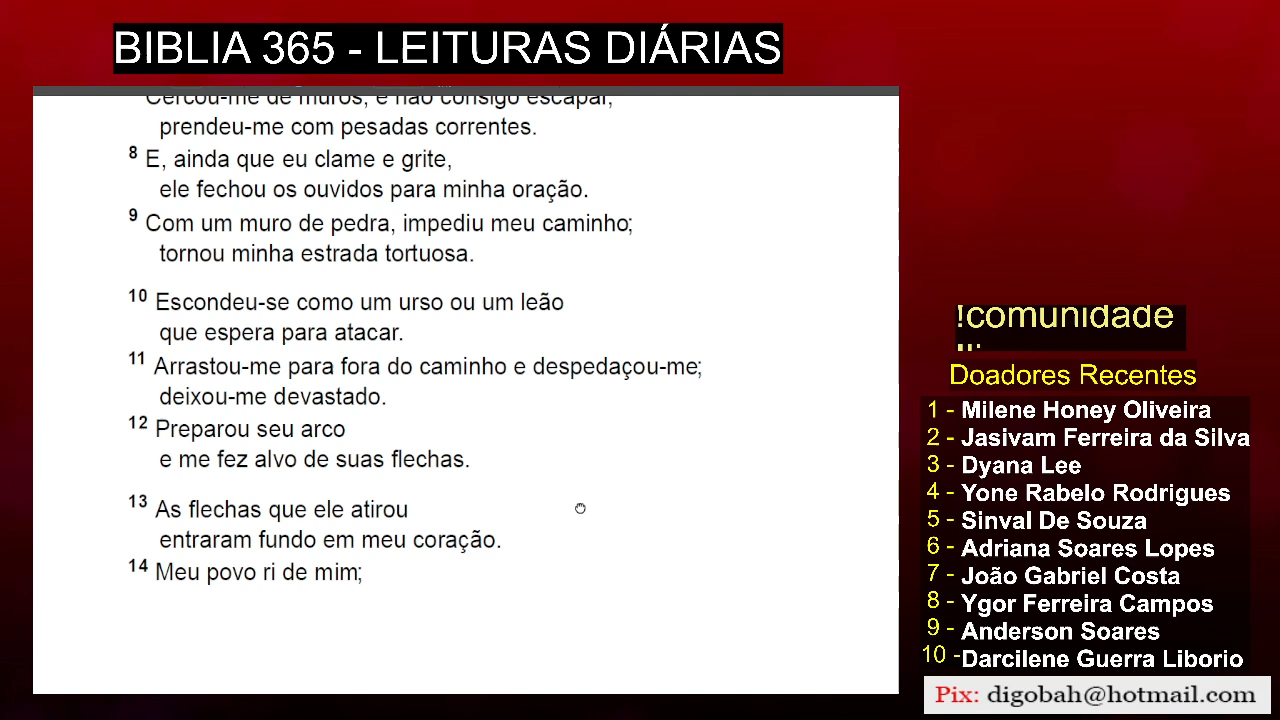 BIBLIA 365 - LEITURAS DIÁRIAS
Cercou-me de muros, e não consigo escapar;
prendeu-me com pesadas correntes.
8 E, ainda que eu clame e grite,
ele fechou os ouvidos para minha oração.
9 Com um muro de pedra, impediu meu caminho;
tornou minha estrada tortuosa.
10 Escondeu-se como um urso ou um leão
que espera para atacar.
11 Arrastou-me para fora do caminho e despedaçou-me;
deixou-me devastado.
12 Preparou seu arco
e me fez alvo de suas flechas.
13 As flechas que ele atirou
entraram fundo em meu coração.
14 Meu povo ri de mim;
!comunidade
Doadores Recentes
1 - Milene Honey Oliveira
2 - Jasivam Ferreira da Silva
3 - Dyana Lee
4 - Yone Rabelo Rodrigues
5 - Sinval De Souza
6 - Adriana Soares Lopes
7 - João Gabriel Costa
8 - Ygor Ferreira Campos
9 - Anderson Soares
10 -Darcilene Guerra Liborio
Pix: digobah@hotmail.com